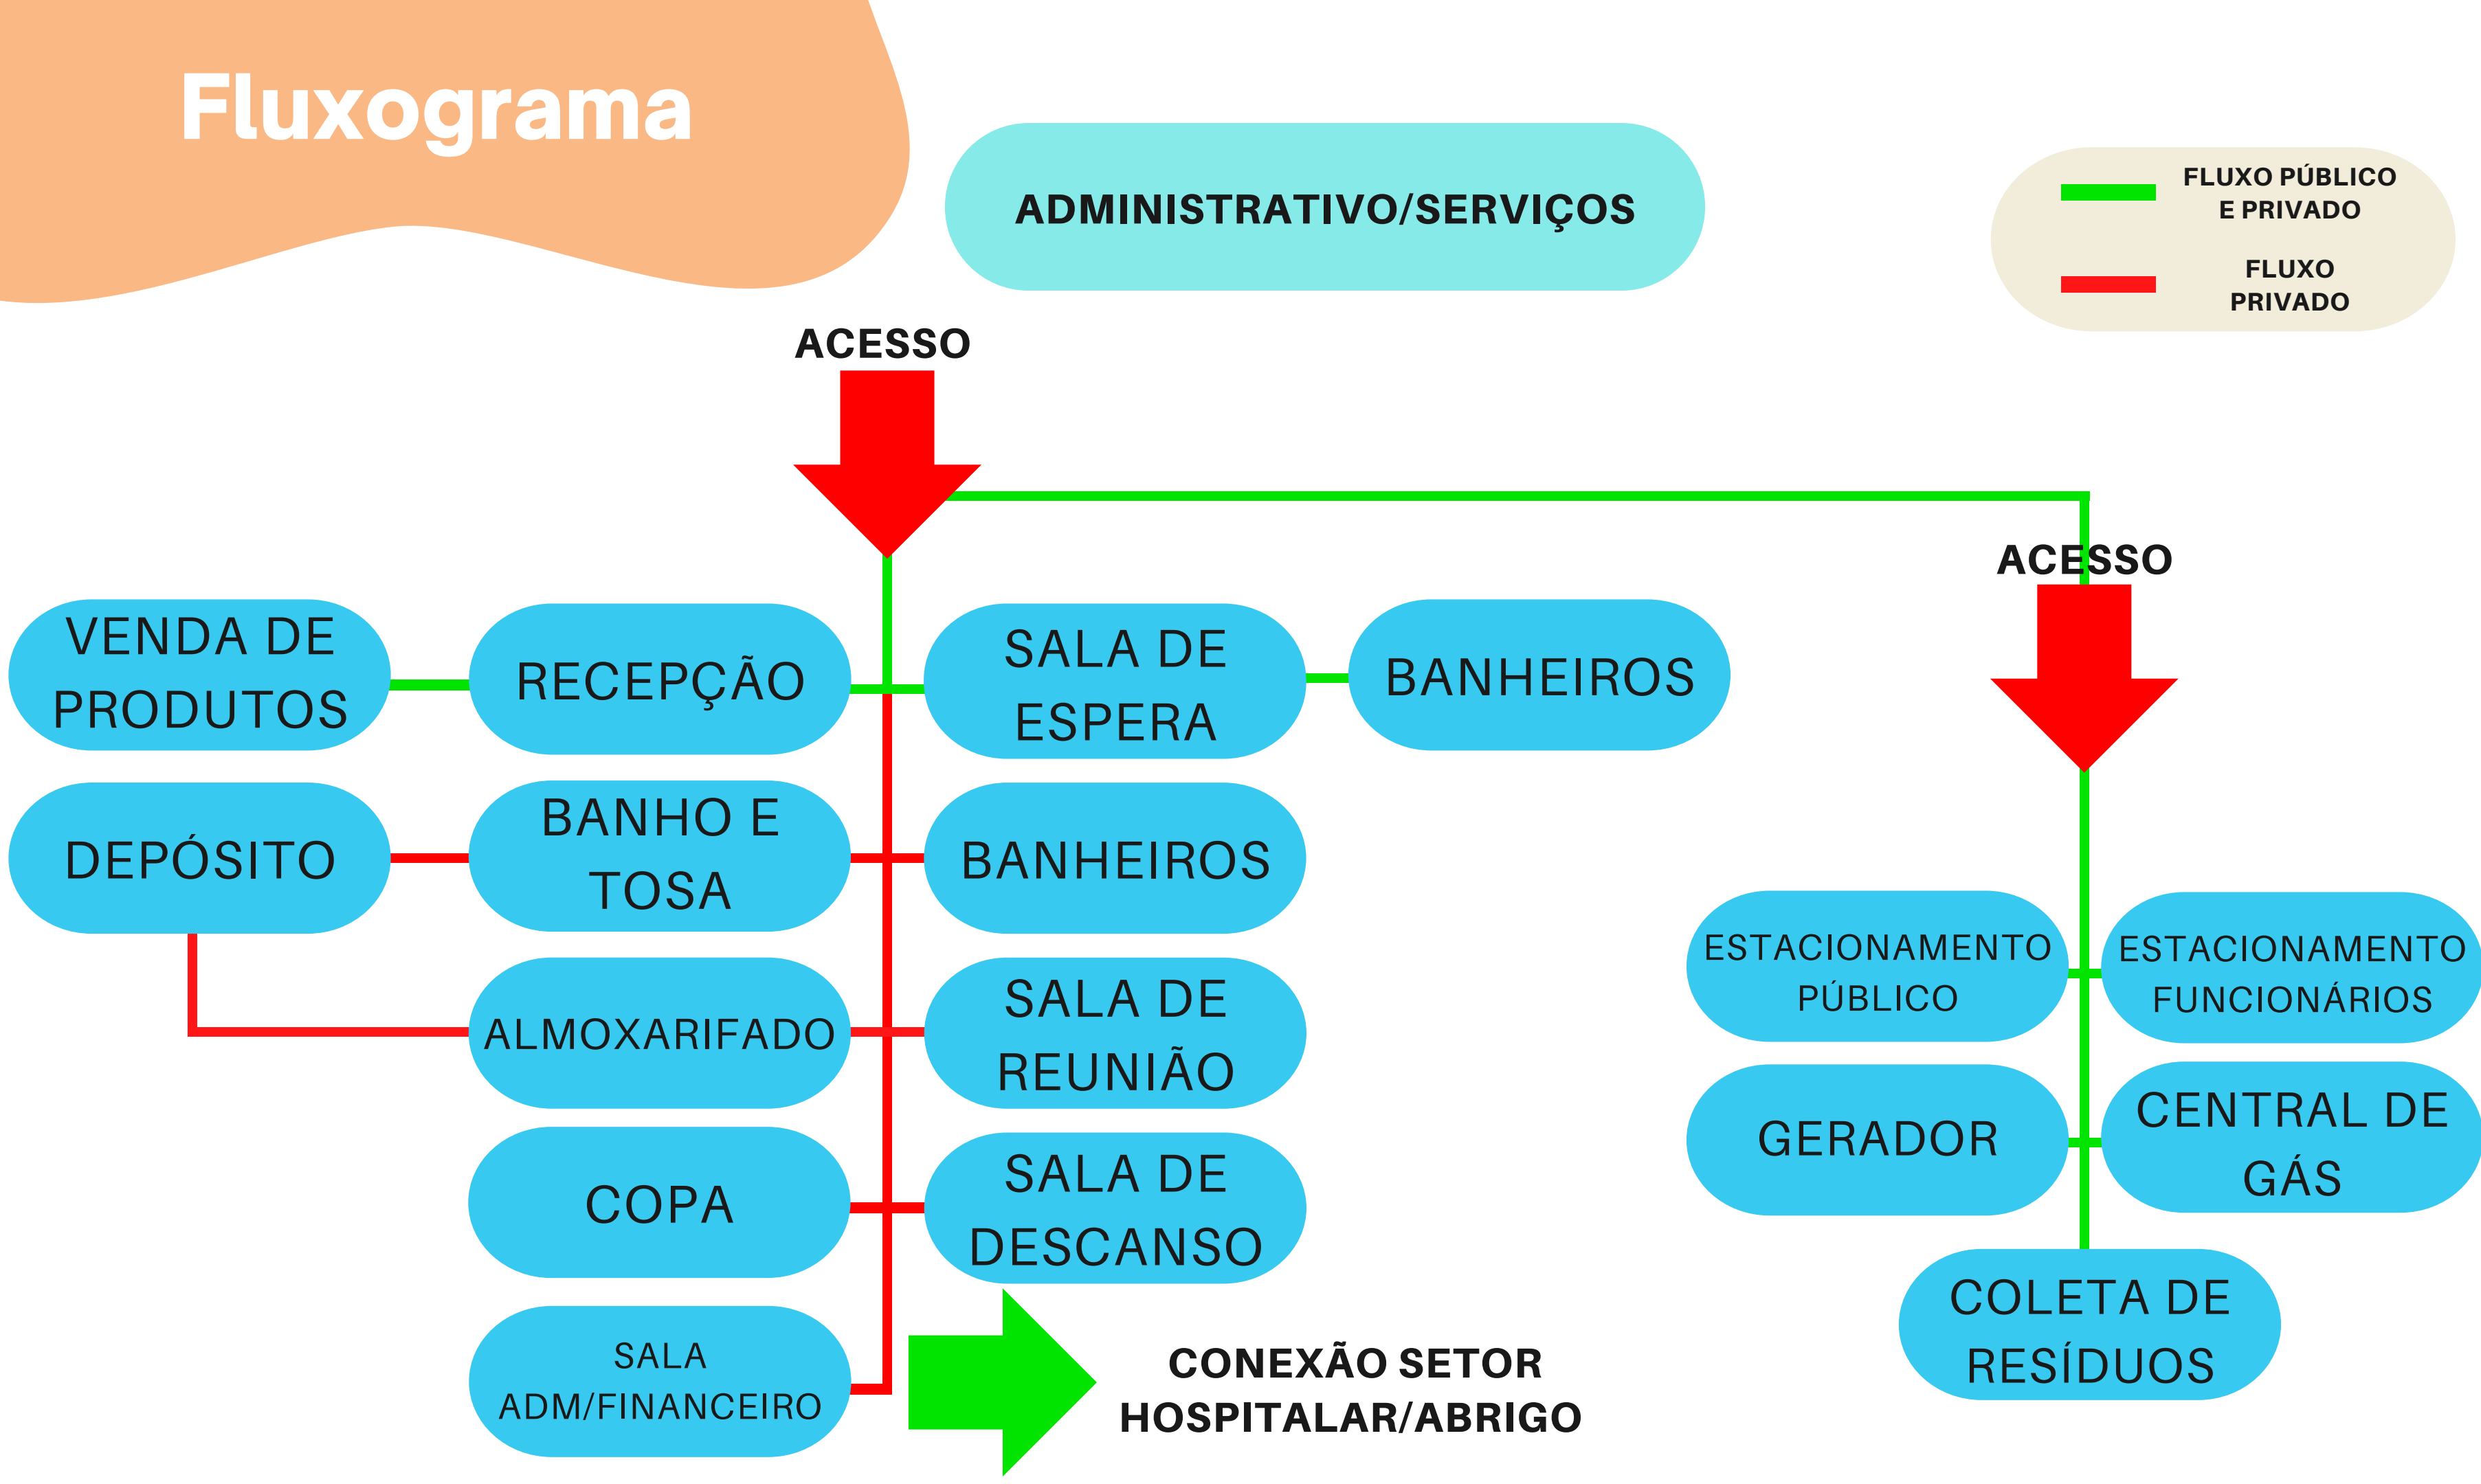 Fluxograma
ADMINISTRATIVO/SERVIÇOS
FLUXO PÚBLICO
E PRIVADO
FLUXO
PRIVADO
ACESSO
ACESSO
VENDA DE
PRODUTOS
RECEPÇÃO
SALA DE
ESPERA
BANHEIROS
DEPÓSITO
BANHO E
TOSA
BANHEIROS
ALMOXARIFADO
SALA DE
REUNIÃO
COPA
SALA DE
DESCANSO
SALA
ADM/FINANCEIRO
CONEXÃO SETOR
HOSPITALAR/ABRIGO
ESTACIONAMENTO
PÚBLICO
ESTACIONAMENTO
FUNCIONÁRIOS
GERADOR
CENTRAL DE
GÁS
COLETA DE
RESÍDUOS